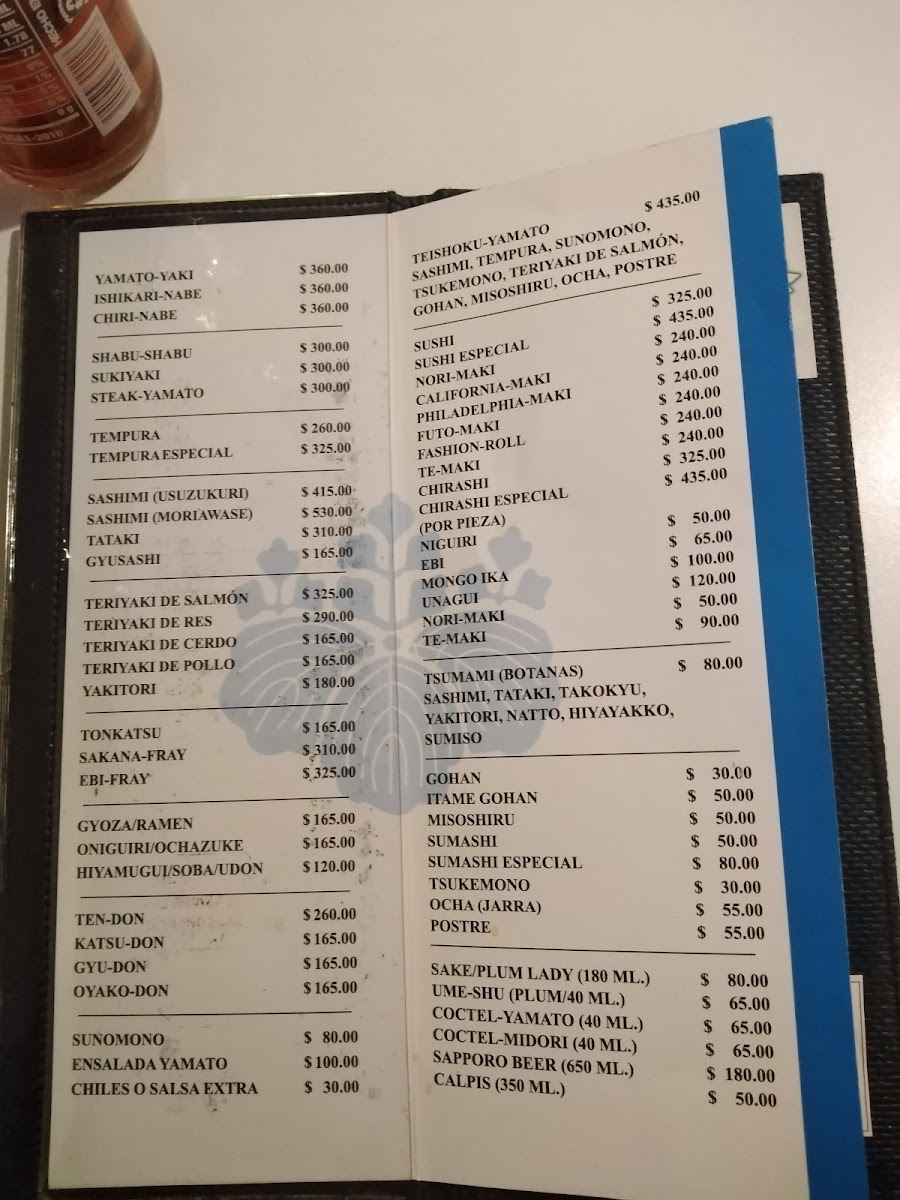 HECHO
ML
1.78
77
YAMATO-YAKI $ 360.00
ISHIKARI-NABE $ 360.00
CHIRI-NABE $ 360.00
SHABU-SHABU $ 300.00
SUKIYAKI $ 300.00
STEAK-YAMATO $ 300.00
TEMPURA $ 260.00
TEMPURA ESPECIAL $ 325.00
SASHIMI (USUZUKURI) $ 415.00
SASHIMI (MORIAWASE) $ 530.00
TATAKI $ 310.00
GYUSASHI $ 165.00
TERIYAKI DE SALMÓN $ 325.00
TERIYAKI DE RES $ 290.00
TERIYAKI DE CERDO $ 165.00
TERIYAKI DE POLLO $ 165.00
YAKITORI $ 180.00
TONKATSU $ 165.00
SAKANA-FRAY $ 310.00
EBI-FRAY $ 325.00
GYOZA/RAMEN $ 165.00
ONIGUIRI/OCHAZUKE $ 165.00
HIYAMUGUI/SOBA/UDON $ 120.00
TEN-DON $ 260.00
KATSU-DON $ 165.00
GYU-DON $ 165.00
OYAKO-DON $ 165.00
SUNOMONO $ 80.00
ENSALADA YAMATO $ 100.00
CHILES O SALSA EXTRA $ 30.00
TEISHOKU-YAMATO $ 435.00
SASHIMI, TEMPURA, SUNOMONO,
TSUKEMONO, TERIYAKI DE SALMÓN,
GOHAN, MISOSHIRU, OCHA, POSTRE
SUSHI $ 325.00
SUSHI ESPECIAL $ 435.00
NORI-MAKI $ 240.00
CALIFORNIA-MAKI $ 240.00
PHILADELPHIA-MAKI $ 240.00
FUTO-MAKI $ 240.00
FASHION-ROLL $ 240.00
TE-MAKI $ 240.00
CHIRASHI $ 325.00
CHIRASHI ESPECIAL $ 435.00
(POR PIEZA)
NIGUIRI $ 50.00
EBI $ 65.00
MONGO IKA $ 100.00
UNAGUI $ 120.00
NORI-MAKI $ 50.00
TE-MAKI $ 90.00
TSUMAMI (BOTANAS) $ 80.00
SASHIMI, TATAKI, TAKOKYU,
YAKITORI, NATTO, HIYAYAKKO,
SUMISO
GOHAN $ 30.00
ITAME GOHAN $ 50.00
MISOSHIRU $ 50.00
SUMASHI $ 50.00
SUMASHI ESPECIAL $ 80.00
TSUKEMONO $ 30.00
OCHA (JARRA) $ 55.00
POSTRE $ 55.00
SAKE/PLUM LADY (180 ML.) $ 80.00
UME-SHU (PLUM/40 ML.) $ 65.00
COCTEL-YAMATO (40 ML.) $ 65.00
COCTEL-MIDORI (40 ML.) $ 65.00
SAPPORO BEER (650 ML.) $ 180.00
CALPIS (350 ML.) $ 50.00